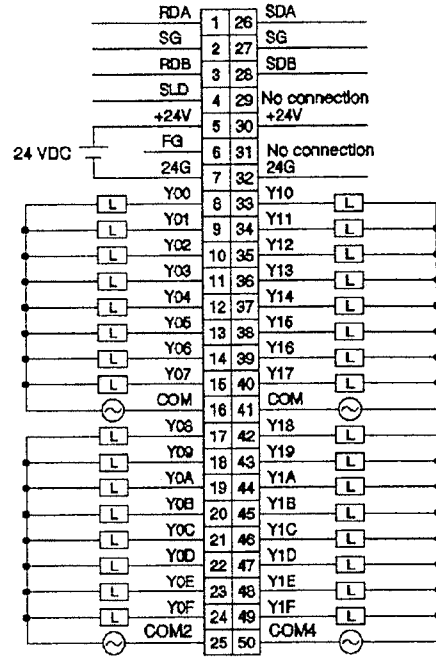 RDA 1 26 SDA
SG 2 27 SG
RDB 3 28 SDB
SLD 4 29 No connection
+24V 5 30 +24V
24 VDC FG 6 31 No connection
24G 7 32 24G
L Y00 8 33 Y10 L
L Y01 9 34 Y11 L
L Y02 10 35 Y12 L
L Y03 11 36 Y13 L
L Y04 12 37 Y14 L
L Y05 13 38 Y15 L
L Y06 14 39 Y16 L
L Y07 15 40 Y17 L
COM 16 41 COM
L Y08 17 42 Y18 L
L Y09 18 43 Y19 L
L Y0A 19 44 Y1A L
L Y0B 20 45 Y1B L
L Y0C 21 46 Y1C L
L Y0D 22 47 Y1D L
L Y0E 23 48 Y1E L
L Y0F 24 49 Y1F L
COM2 25 50 COM4